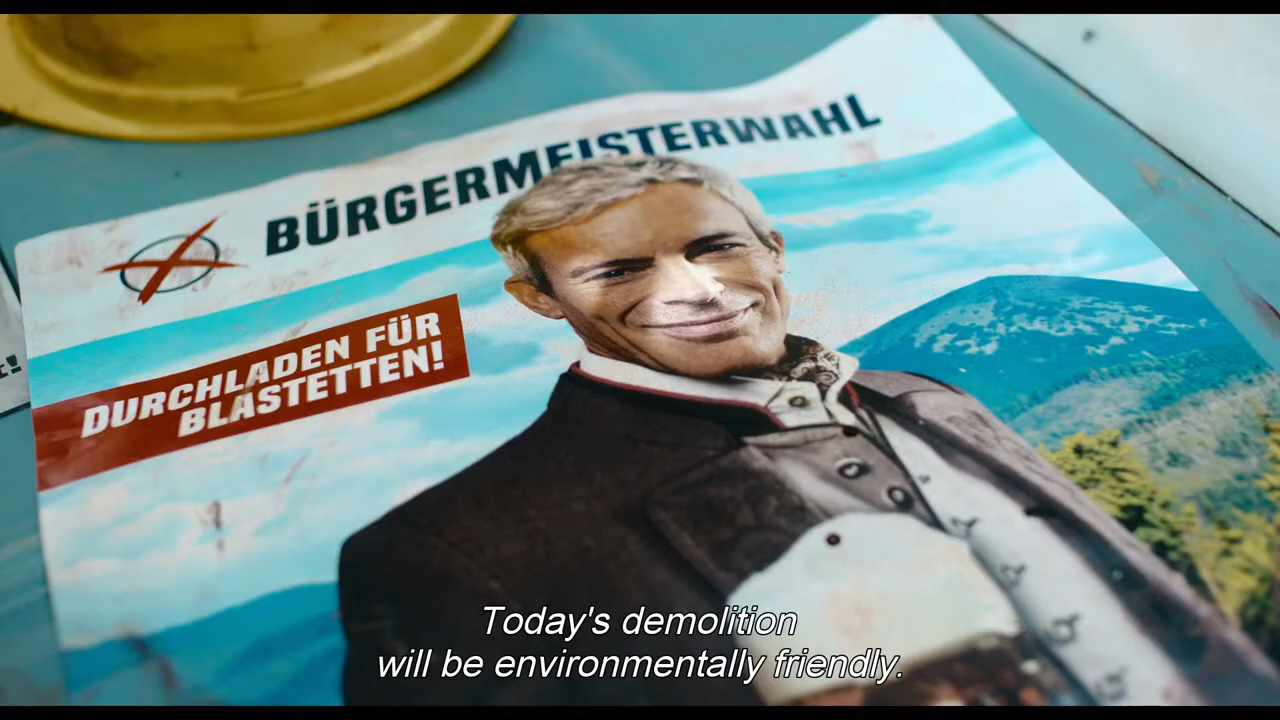 BÜRGERMEISTERWAHL
DURCHLADEN FÜR
BLASTETTEN!
Today's demolition
will be environmentally friendly.